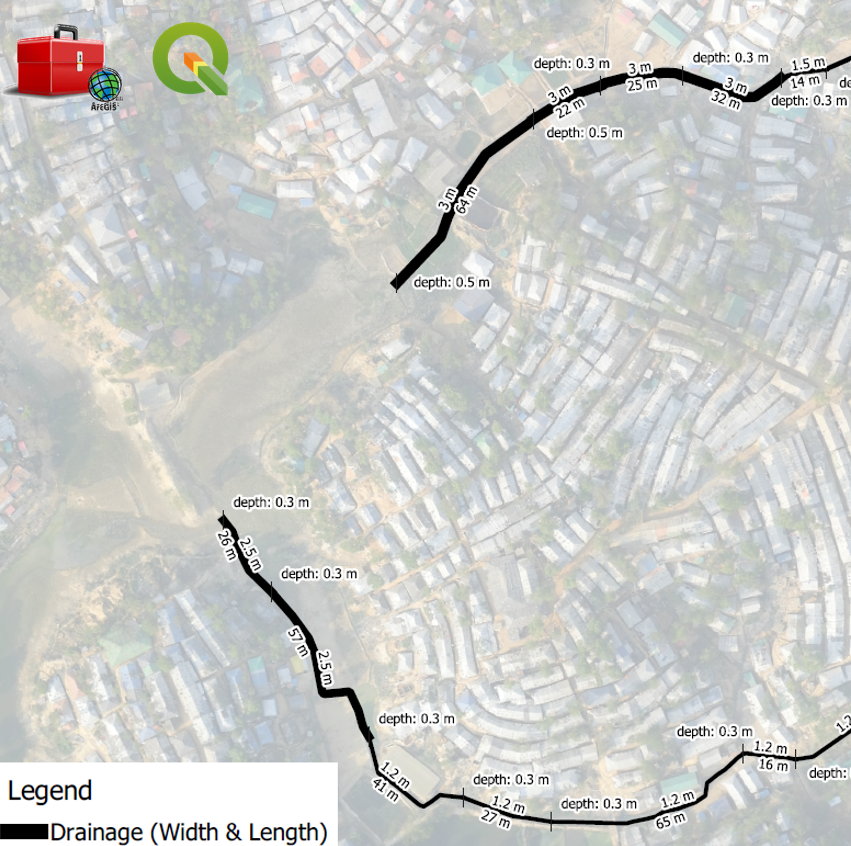 ArcGIS
depth: 0.3 m
depth: 0.3 m
3 m
25 m
3 m
32 m
1.5 m
14 m
de
depth: 0.3 m
3 m
22 m
depth: 0.5 m
3 m
64 m
depth: 0.5 m
depth: 0.3 m
2.5 m
26 m
depth: 0.3 m
57 m
2.5 m
depth: 0.3 m
depth: 0.3 m
1.2
1.2 m
16 m
depth:
1.2 m
41 m
depth: 0.3 m
1.2 m
27 m
depth: 0.3 m
1.2 m
65 m
Legend
Drainage (Width & Length)